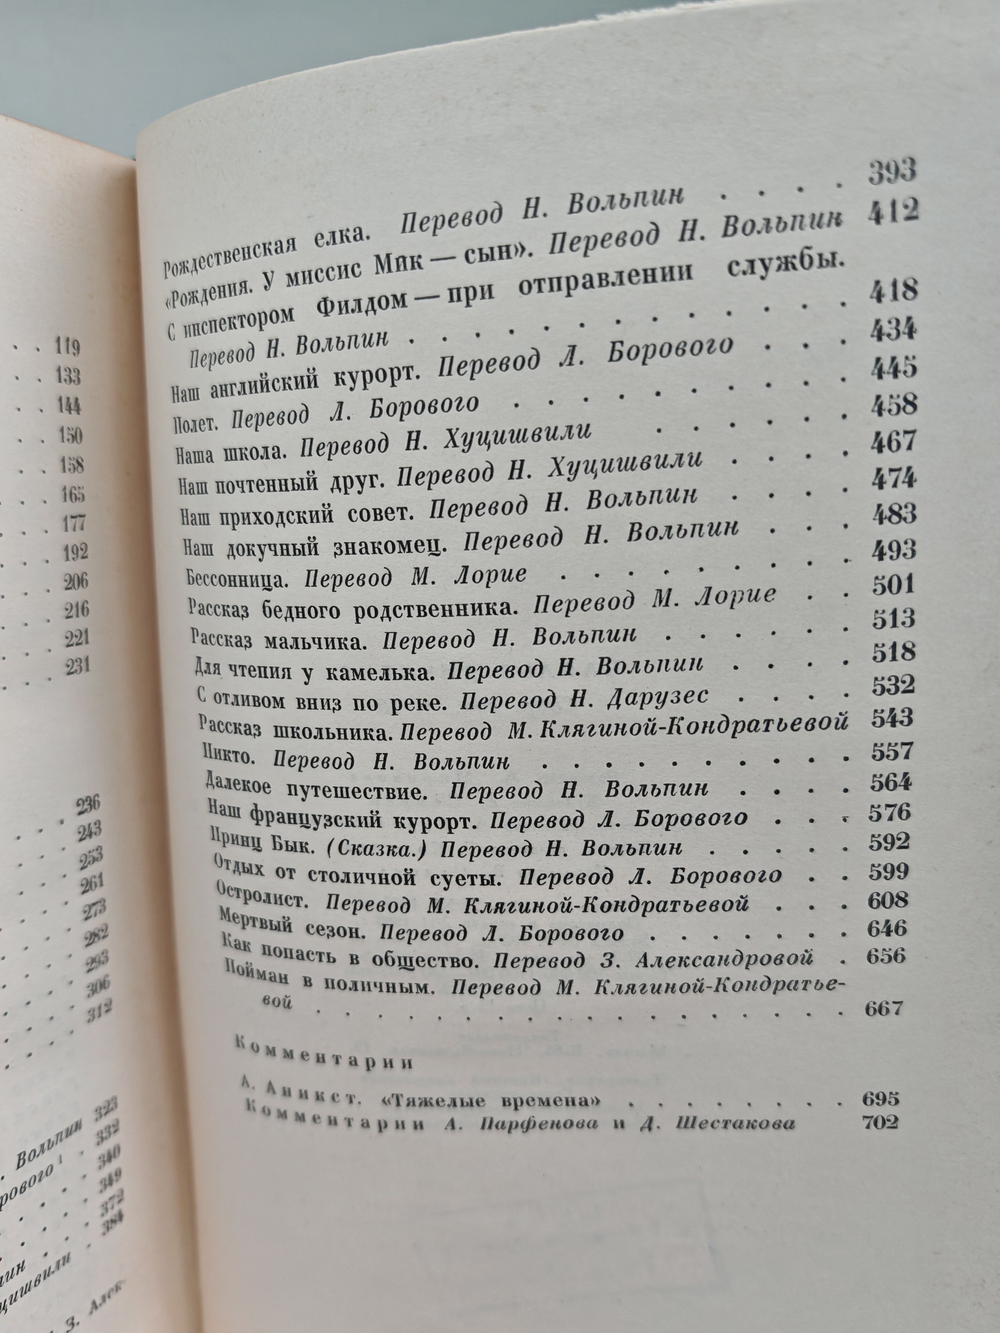 119
133
144
150
158
165
177
192
206
216
221
231
236
243
253
261
273
282
293
306
312
Вольпин 323
332
340
349
372
цишвили 384
З. Алек-
Рождественская елка. Перевод Н. Вольпин . . . . 393
«Рождения. У миссис Мик — сын». Перевод Н. Вольпин 412
С инспектором Филдом — при отправлении службы.
Перевод Н. Вольпин . . . . . . . . . . . 418
Наш английский курорт. Перевод Л. Борового . . . 434
Полет. Перевод Л. Борового . . . . . . . . . 445
Наша школа. Перевод Н. Хуцишвили . . . . . . 458
Наш почтенный друг. Перевод Н. Хуцишвили . . . . 467
Наш приходский совет. Перевод Н. Вольпин . . . . 474
Наш докучный знакомец. Перевод Н. Вольпин . . . 483
Бессонница. Перевод М. Лорие . . . . . . . . 493
Рассказ бедного родственника. Перевод М. Лорие . . 501
Рассказ мальчика. Перевод Н. Вольпин . . . . . . 513
Для чтения у камелька. Перевод Н. Вольпин . . . . 518
С отливом вниз по реке. Перевод Н. Дарузес . . . . 532
Рассказ школьника. Перевод М. Клягиной-Кондратьевой 543
Никто. Перевод Н. Вольпин . . . . . . . . . . 557
Далекое путешествие. Перевод Н. Вольпин . . . . 564
Наш французский курорт. Перевод Л. Борового . . . 576
Принц Бык. (Сказка.) Перевод Н. Вольпин . . . . . 592
Отдых от столичной суеты. Перевод Л. Борового . . 599
Остролист. Перевод М. Клягиной-Кондратьевой . . . 608
Мертвый сезон. Перевод Л. Борового . . . . . . . 646
Как попасть в общество. Перевод З. Александровой . 656
Пойман в поличным. Перевод М. Клягиной-Кондратье-
вой . . . . . . . . . . . . . . . . . . . 667
Комментарии
А. Аникст. «Тяжелые времена» . . . . . . . . 695
Комментарии А. Парфенова и Д. Шестакова 702